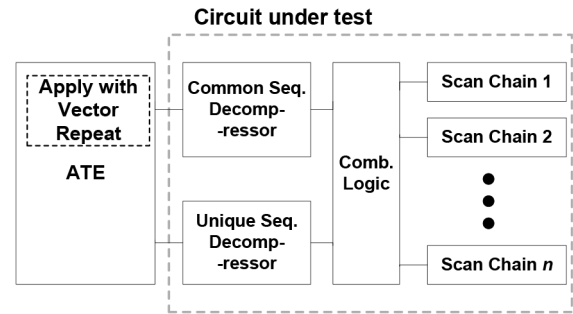 Circuit under test
Apply with
Vector
Repeat
ATE
Common Seq.
Decomp-
-ressor
Unique Seq.
Decomp-
-ressor
Comb.
Logic
Scan Chain 1
Scan Chain 2
Scan Chain n